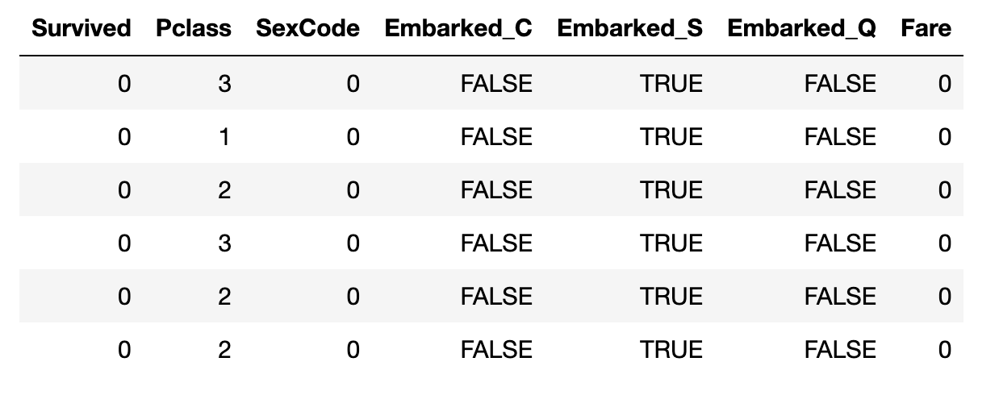 Survived Pclass SexCode Embarked_C Embarked_S Embarked_Q Fare
0 3 0 FALSE TRUE FALSE 0
0 1 0 FALSE TRUE FALSE 0
0 2 0 FALSE TRUE FALSE 0
0 3 0 FALSE TRUE FALSE 0
0 2 0 FALSE TRUE FALSE 0
0 2 0 FALSE TRUE FALSE 0